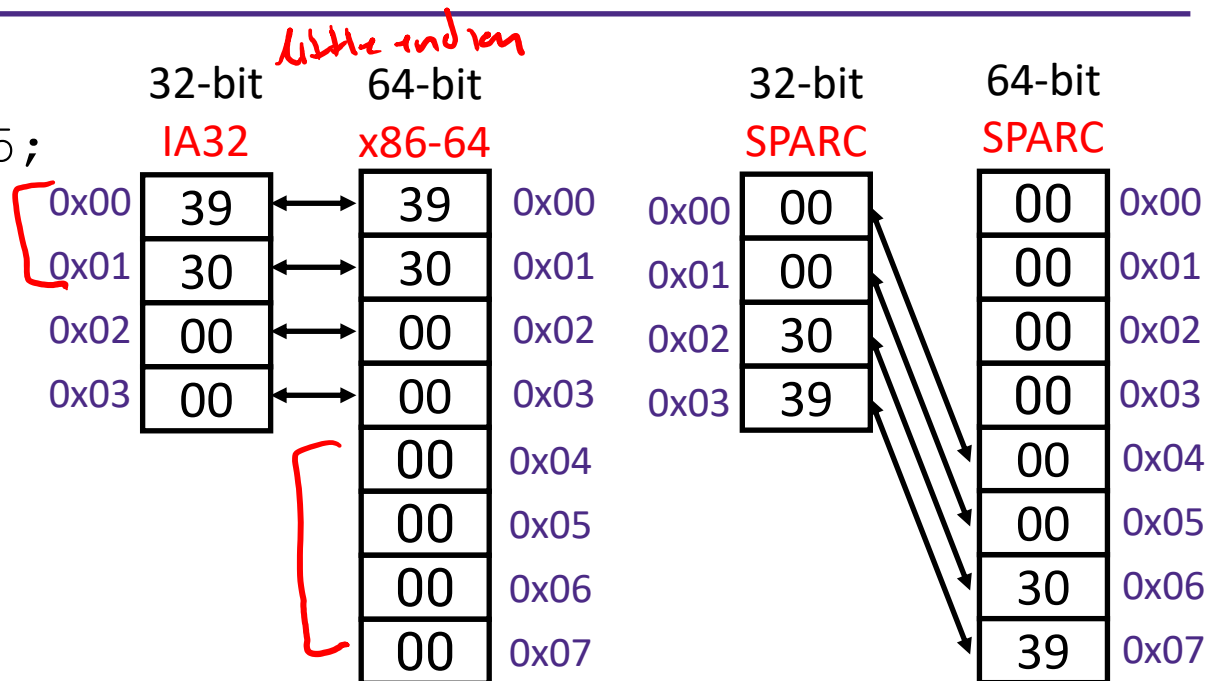 little endian
32-bit 64-bit 32-bit 64-bit
5; IA32 x86-64 SPARC SPARC
0x00 39 39 0x00 0x00 00 00 0x00
0x01 30 30 0x01 0x01 00 00 0x01
0x02 00 00 0x02 0x02 30 00 0x02
0x03 00 00 0x03 0x03 39 00 0x03
00 0x04 00 0x04
00 0x05 00 0x05
00 0x06 30 0x06
00 0x07 39 0x07